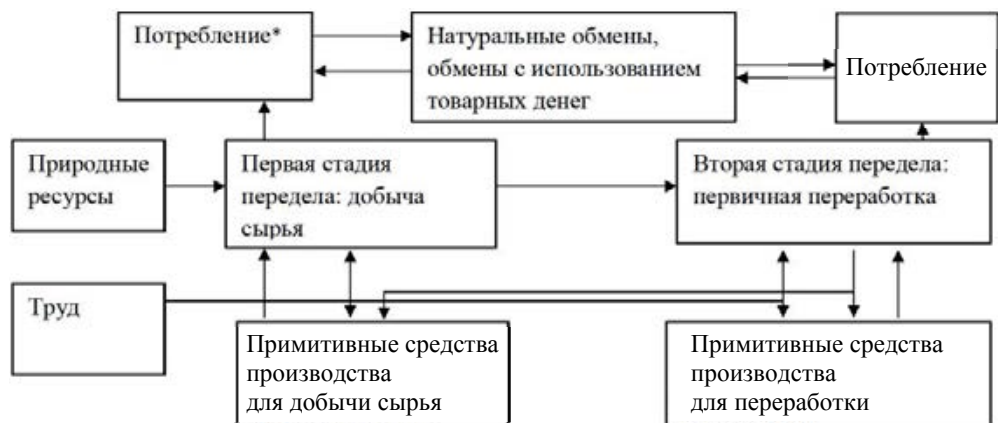 Потребление*
Натуральные обмены,
обмены с использованием
товарных денег
Потребление
Природные
ресурсы
Первая стадия
передела: добыча
сырья
Вторая стадия передела:
первичная переработка
Труд
Примитивные средства
производства
для добычи сырья
Примитивные средства
производства
для переработки